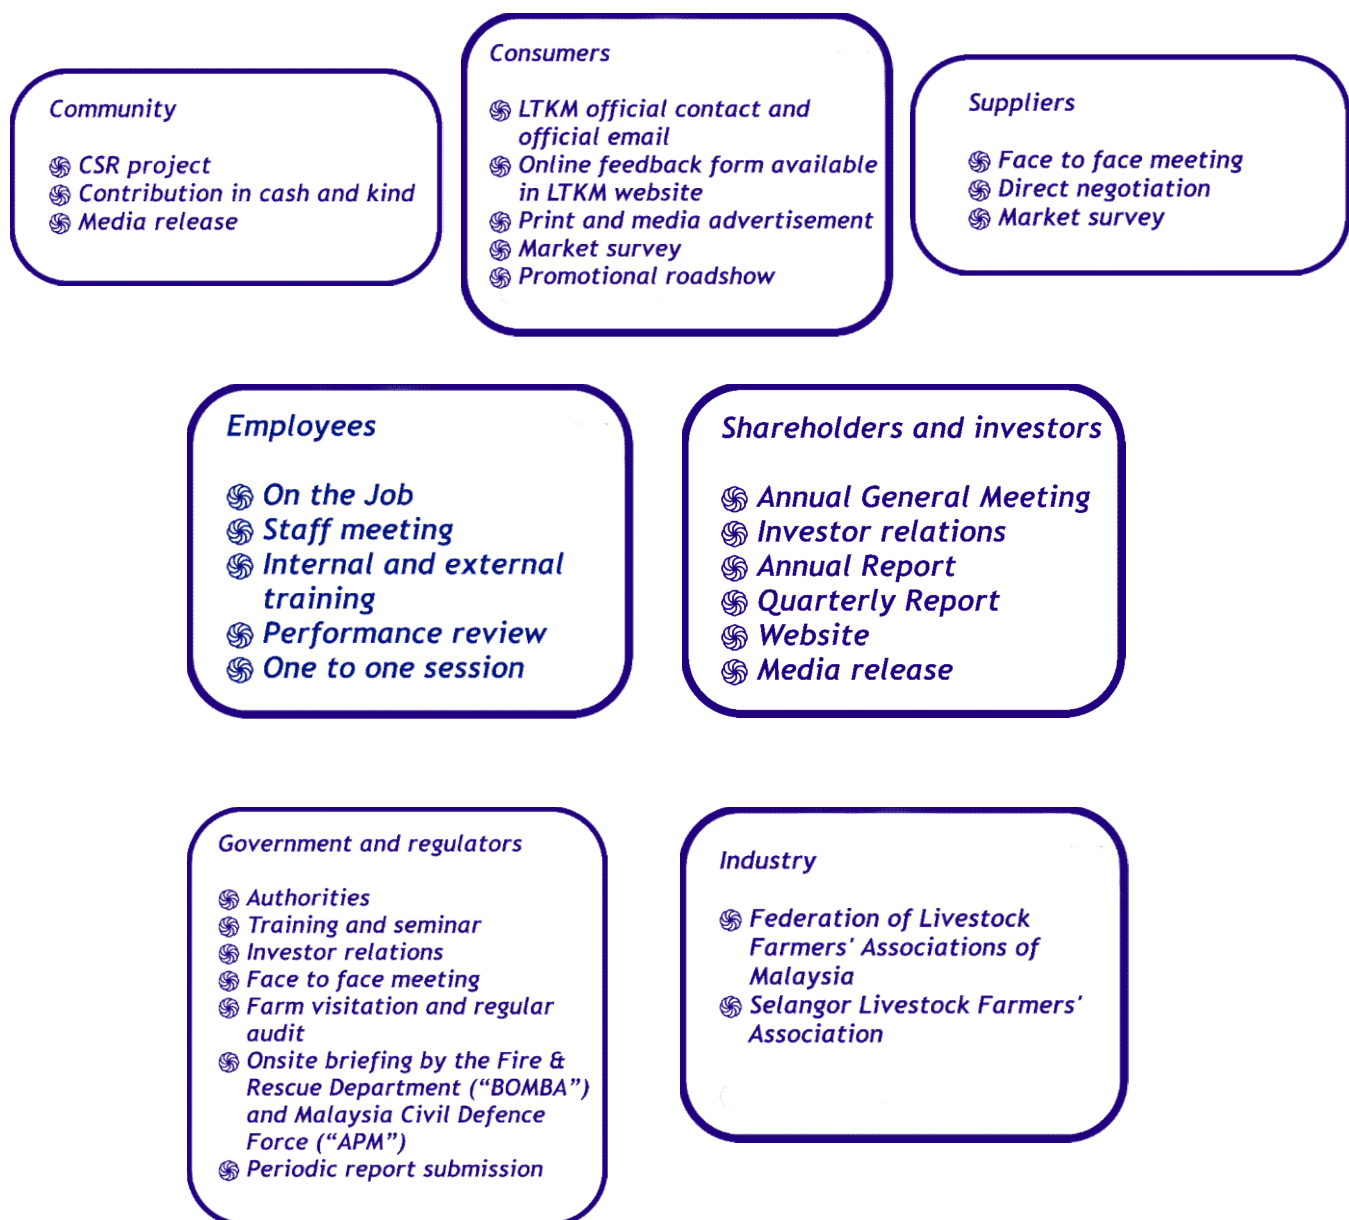 Community
CSR project
Contribution in cash and kind
Media release
Consumers
LTKM official contact and
official email
Online feedback form available
in LTKM website
Print and media advertisement
Market survey
Promotional roadshow
Suppliers
Face to face meeting
Direct negotiation
Market survey
Employees
On the Job
Staff meeting
Internal and external
training
Performance review
One to one session
Shareholders and investors
Annual General Meeting
Investor relations
Annual Report
Quarterly Report
Website
Media release
Government and regulators
Authorities
Training and seminar
Investor relations
Face to face meeting
Farm visitation and regular
audit
Onsite briefing by the Fire &
Rescue Department (“BOMBA”)
and Malaysia Civil Defence
Force (“APM”)
Periodic report submission
Industry
Federation of Livestock
Farmers' Associations of
Malaysia
Selangor Livestock Farmers'
Association